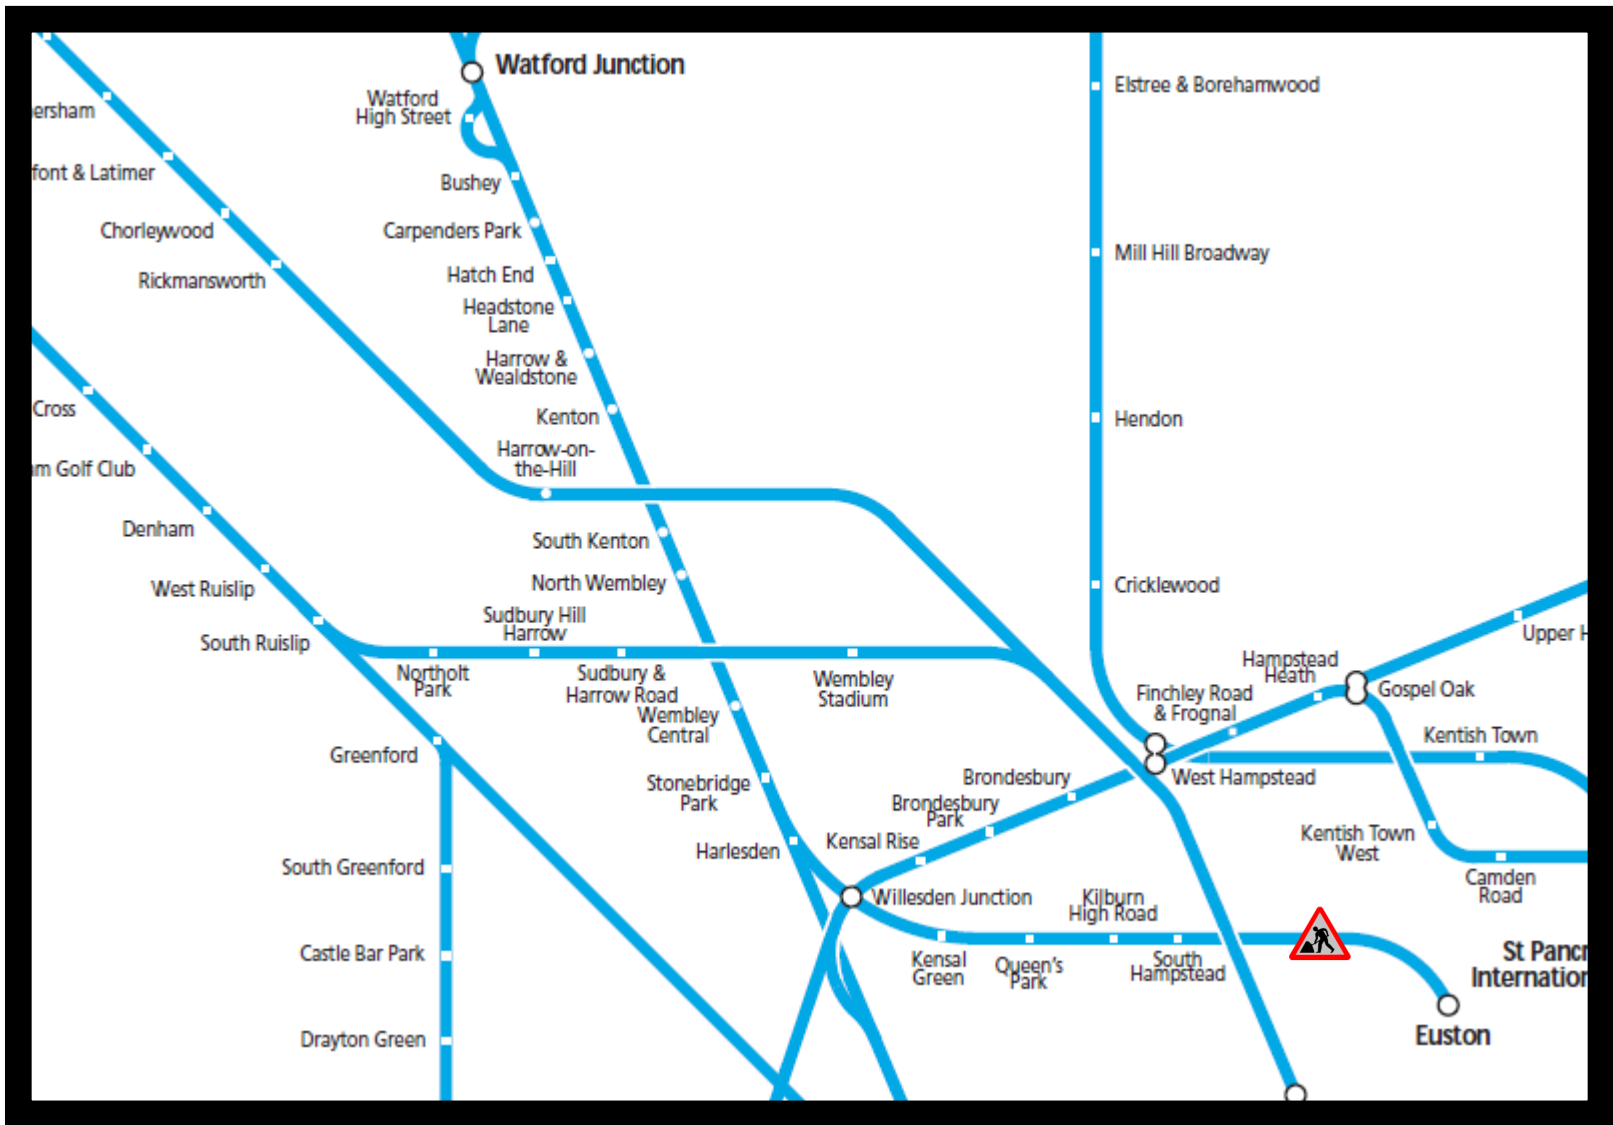 Watford Junction
Elstree & Borehamwood
Watford
High Street
ersham
font & Latimer
Bushey
Chorleywood
Carpenders Park
Mill Hill Broadway
Rickmansworth
Hatch End
Headstone
Lane
Harrow &
Wealdstone
Cross
Kenton
Hendon
Harrow-on-
the-Hill
am Golf Club
Denham
South Kenton
West Ruislip
North Wembley
Cricklewood
South Ruislip
Sudbury Hill
Harrow
Upper H
Northolt
Park
Sudbury &
Harrow Road
Wembley
Stadium
Hampstead
Heath
Gospel Oak
Finchley Road
& Frognal
Wembley
Central
Kentish Town
Greenford
Stonebridge
Park
Brondesbury
West Hampstead
Brondesbury
Park
Harlesden
Kensal Rise
Kentish Town
West
South Greenford
Willesden Junction
Kilburn
High Road
Camden
Road
Castle Bar Park
Kensal
Green
Queen's
Park
South
Hampstead
St Pancr
Internation
Drayton Green
Euston